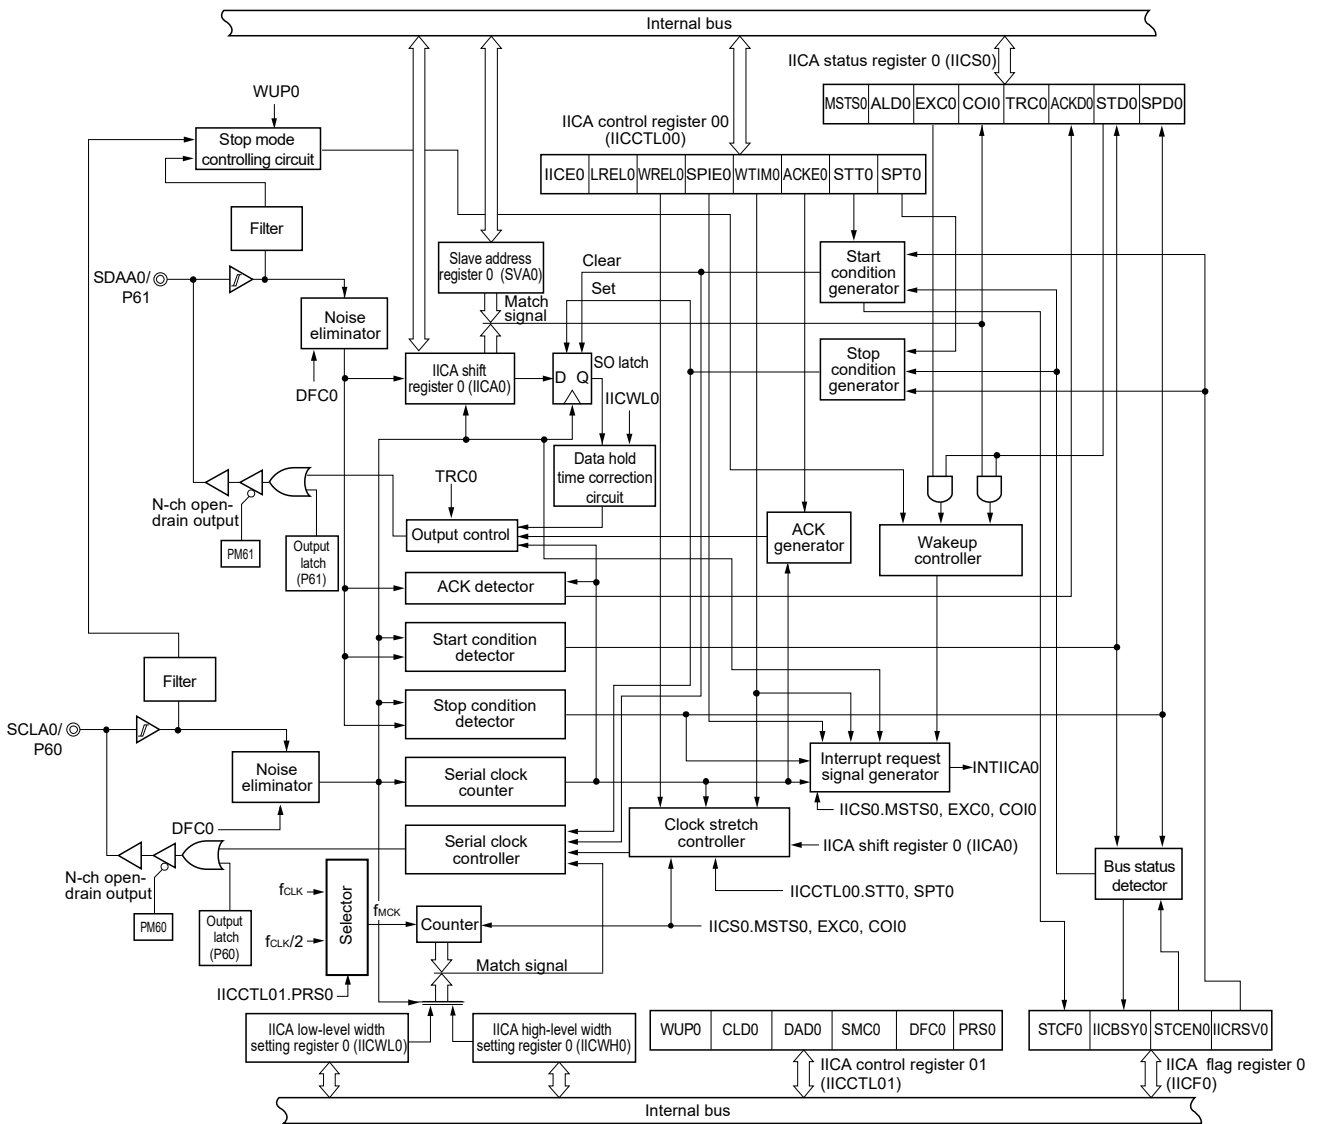 Internal bus
IICA status register 0 (IICS0)
MSTS0 ALD0 EXC0 COI0 TRC0 ACKD0 STD0 SPD0
WUP0
Stop mode
controlling circuit
IICA control register 00
(IICCTL00)
IICE0 LREL0 WREL0 SPIE0 WTIM0 ACKE0 STT0 SPT0
Filter
SDAA0/
P61
Slave address
register 0 (SVA0)
Clear
Set
Match
signal
Start
condition
generator
Noise
eliminator
DFC0
IICA shift
register 0 (IICA0)
D Q
SO latch
IICWL0
Stop
condition
generator
Data hold
time correction
circuit
TRC0
N-ch open-
drain output
PM61
Output
latch
(P61)
Output control
ACK
generator
Wakeup
controller
ACK detector
Start condition
detector
Filter
Stop condition
detector
SCLA0/
P60
Noise
eliminator
DFC0
Serial clock
counter
Interrupt request
signal generator
INTIICA0
IICS0.MSTS0, EXC0, COI0
Clock stretch
controller
IICA shift register 0 (IICA0)
Serial clock
controller
IICCTL00.STT0, SPT0
Bus status
detector
N-ch open-
drain output
PM60
Output
latch
(P60)
fCLK
fCLK/2
Selector
fMCK
Counter
IICS0.MSTS0, EXC0, COI0
Match signal
IICCTL01.PRS0
IICA low-level width
setting register 0 (IICWL0)
IICA high-level width
setting register 0 (IICWH0)
WUP0 CLD0 DAD0 SMC0 DFC0 PRS0
IICA control register 01
(IICCTL01)
STCF0 IICBSY0 STCEN0 IICRSV0
IICA flag register 0
(IICF0)
Internal bus